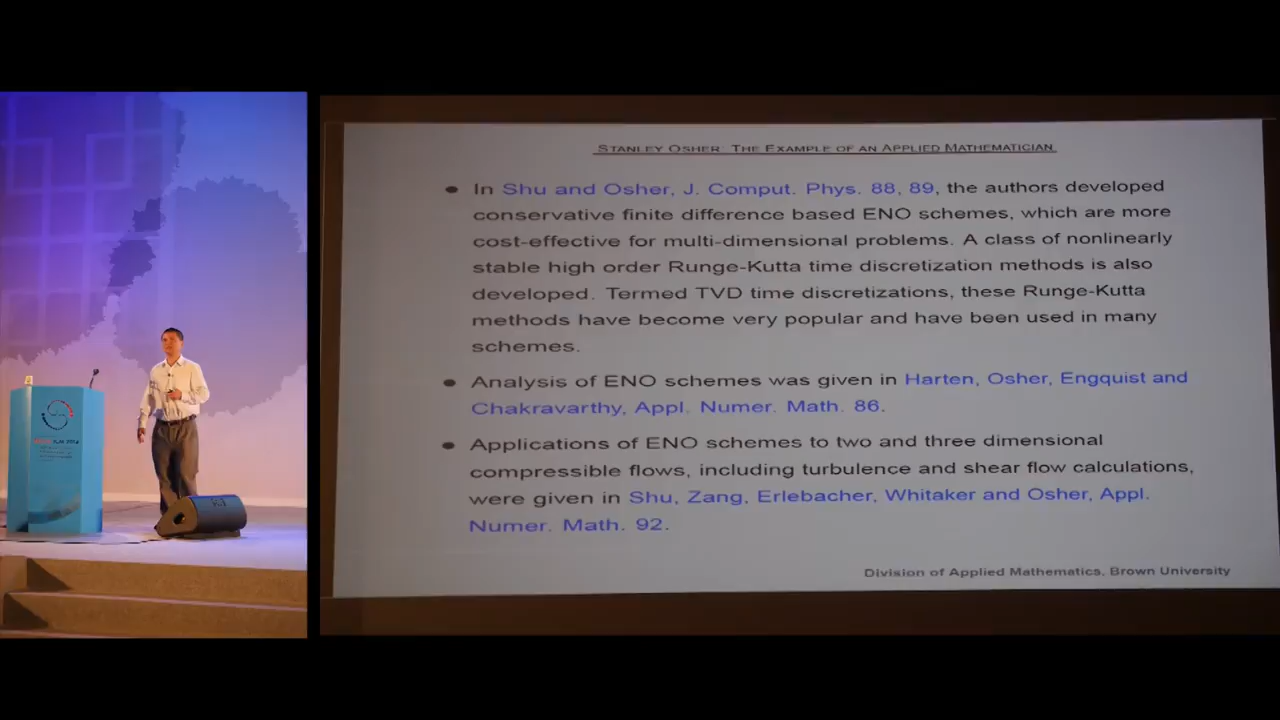 STANLEY OSHER: THE EXAMPLE OF AN APPLIED MATHEMATICIAN
• In Shu and Osher, J. Comput. Phys. 88, 89, the authors developed
conservative finite difference based ENO schemes, which are more
cost-effective for multi-dimensional problems. A class of nonlinearly
stable high order Runge-Kutta time discretization methods is also
developed. Termed TVD time discretizations, these Runge-Kutta
methods have become very popular and have been used in many
schemes.
• Analysis of ENO schemes was given in Harten, Osher, Engquist and
Chakravarthy, Appl. Numer. Math. 86.
• Applications of ENO schemes to two and three dimensional
compressible flows, including turbulence and shear flow calculations,
were given in Shu, Zang, Erlebacher, Whitaker and Osher, Appl.
Numer. Math. 92.
Division of Applied Mathematics, Brown University